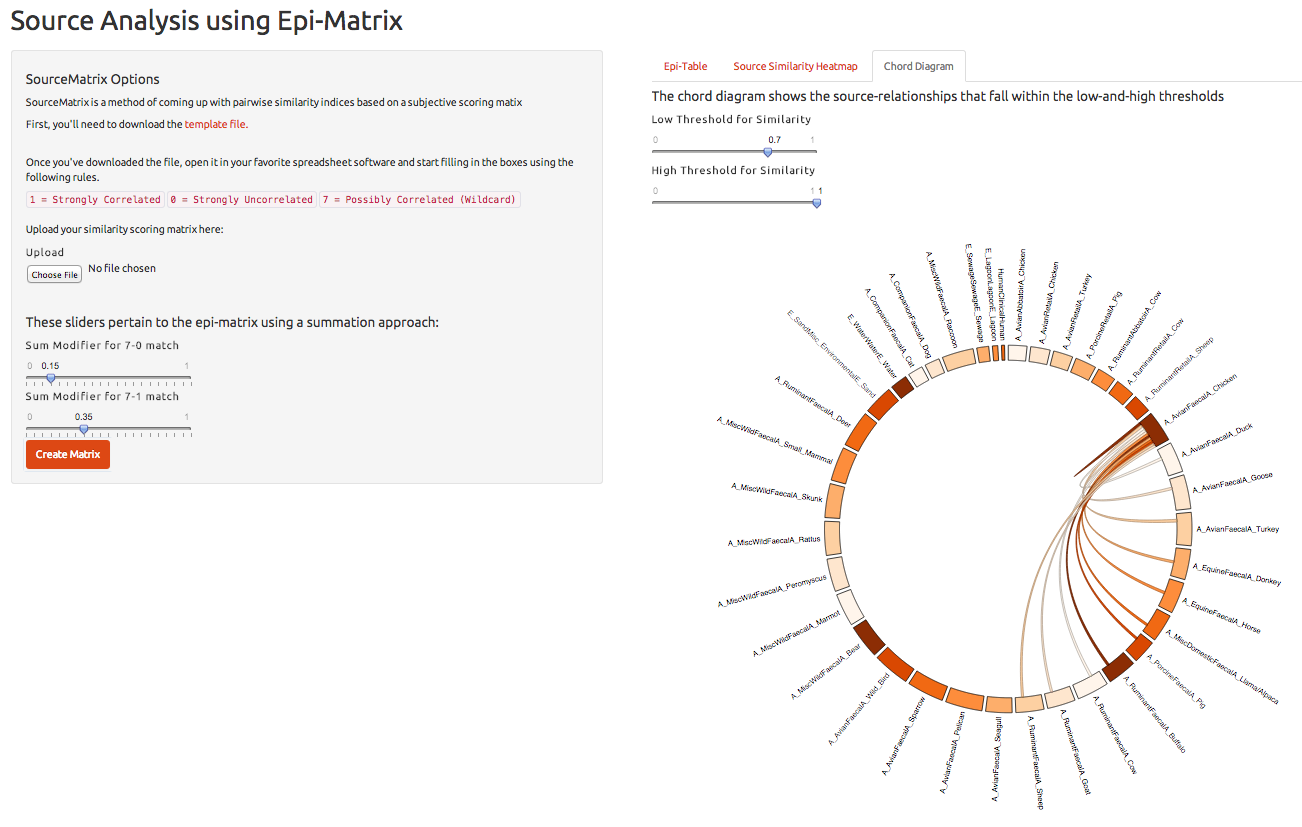 Source Analysis using Epi-Matrix
SourceMatrix Options
SourceMatrix is a method of coming up with pairwise similarity indices based on a subjective scoring matix
First, you'll need to download the template file.
Once you've downloaded the file, open it in your favorite spreadsheet software and start filling in the boxes using the
following rules.
1 = Strongly Correlated 0 = Strongly Uncorrelated 7 = Possibly Correlated (Wildcard)
Upload your similarity scoring matrix here:
Upload
Choose File No file chosen
These sliders pertain to the epi-matrix using a summation approach:
Sum Modifier for 7-0 match
0 0.15 1
Sum Modifier for 7-1 match
0 0.35 1
Create Matrix
Epi-Table Source Similarity Heatmap Chord Diagram
The chord diagram shows the source-relationships that fall within the low-and-high thresholds
Low Threshold for Similarity
0 0.7 1
High Threshold for Similarity
0 1 1
A_AvianAbbatoirA_Chicken
A_AvianRetailA_Chicken
A_AvianRetailA_Turkey
A_PorcineRetailA_Pig
A_RuminantAbbatoirA_Cow
A_RuminantRetailA_Cow
A_RuminantRetailA_Sheep
A_AvianFaecalA_Chicken
A_AvianFaecalA_Duck
A_AvianFaecalA_Goose
A_AvianFaecalA_Turkey
A_EquineFaecalA_Donkey
A_EquineFaecalA_Horse
A_MiscDomesticFaecalA_Llama/Alpaca
A_PorcineFaecalA_Pig
A_RuminantFaecalA_Buffalo
A_RuminantFaecalA_Cow
A_RuminantFaecalA_Goat
A_RuminantFaecalA_Sheep
A_AvianFaecalA_Seagull
A_AvianFaecalA_Pelican
A_AvianFaecalA_Sparrow
A_AvianFaecalA_Wild_Bird
A_MiscWildFaecalA_Bear
A_MiscWildFaecalA_Marmot
A_MiscWildFaecalA_Peromyscus
A_MiscWildFaecalA_Rattus
A_MiscWildFaecalA_Skunk
A_MiscWildFaecalA_Small_Mammal
A_RuminantFaecalA_Deer
E_SandMisc_EnvironmentalE_Sand
E_WaterWaterE_Water
A_CompanionFaecalA_Cat
A_CompanionFaecalA_Dog
A_MiscWildFaecalA_Raccoon
E_SewageSewageE_Sewage
E_LagoonLagoonE_Lagoon
HumanClinicalHuman